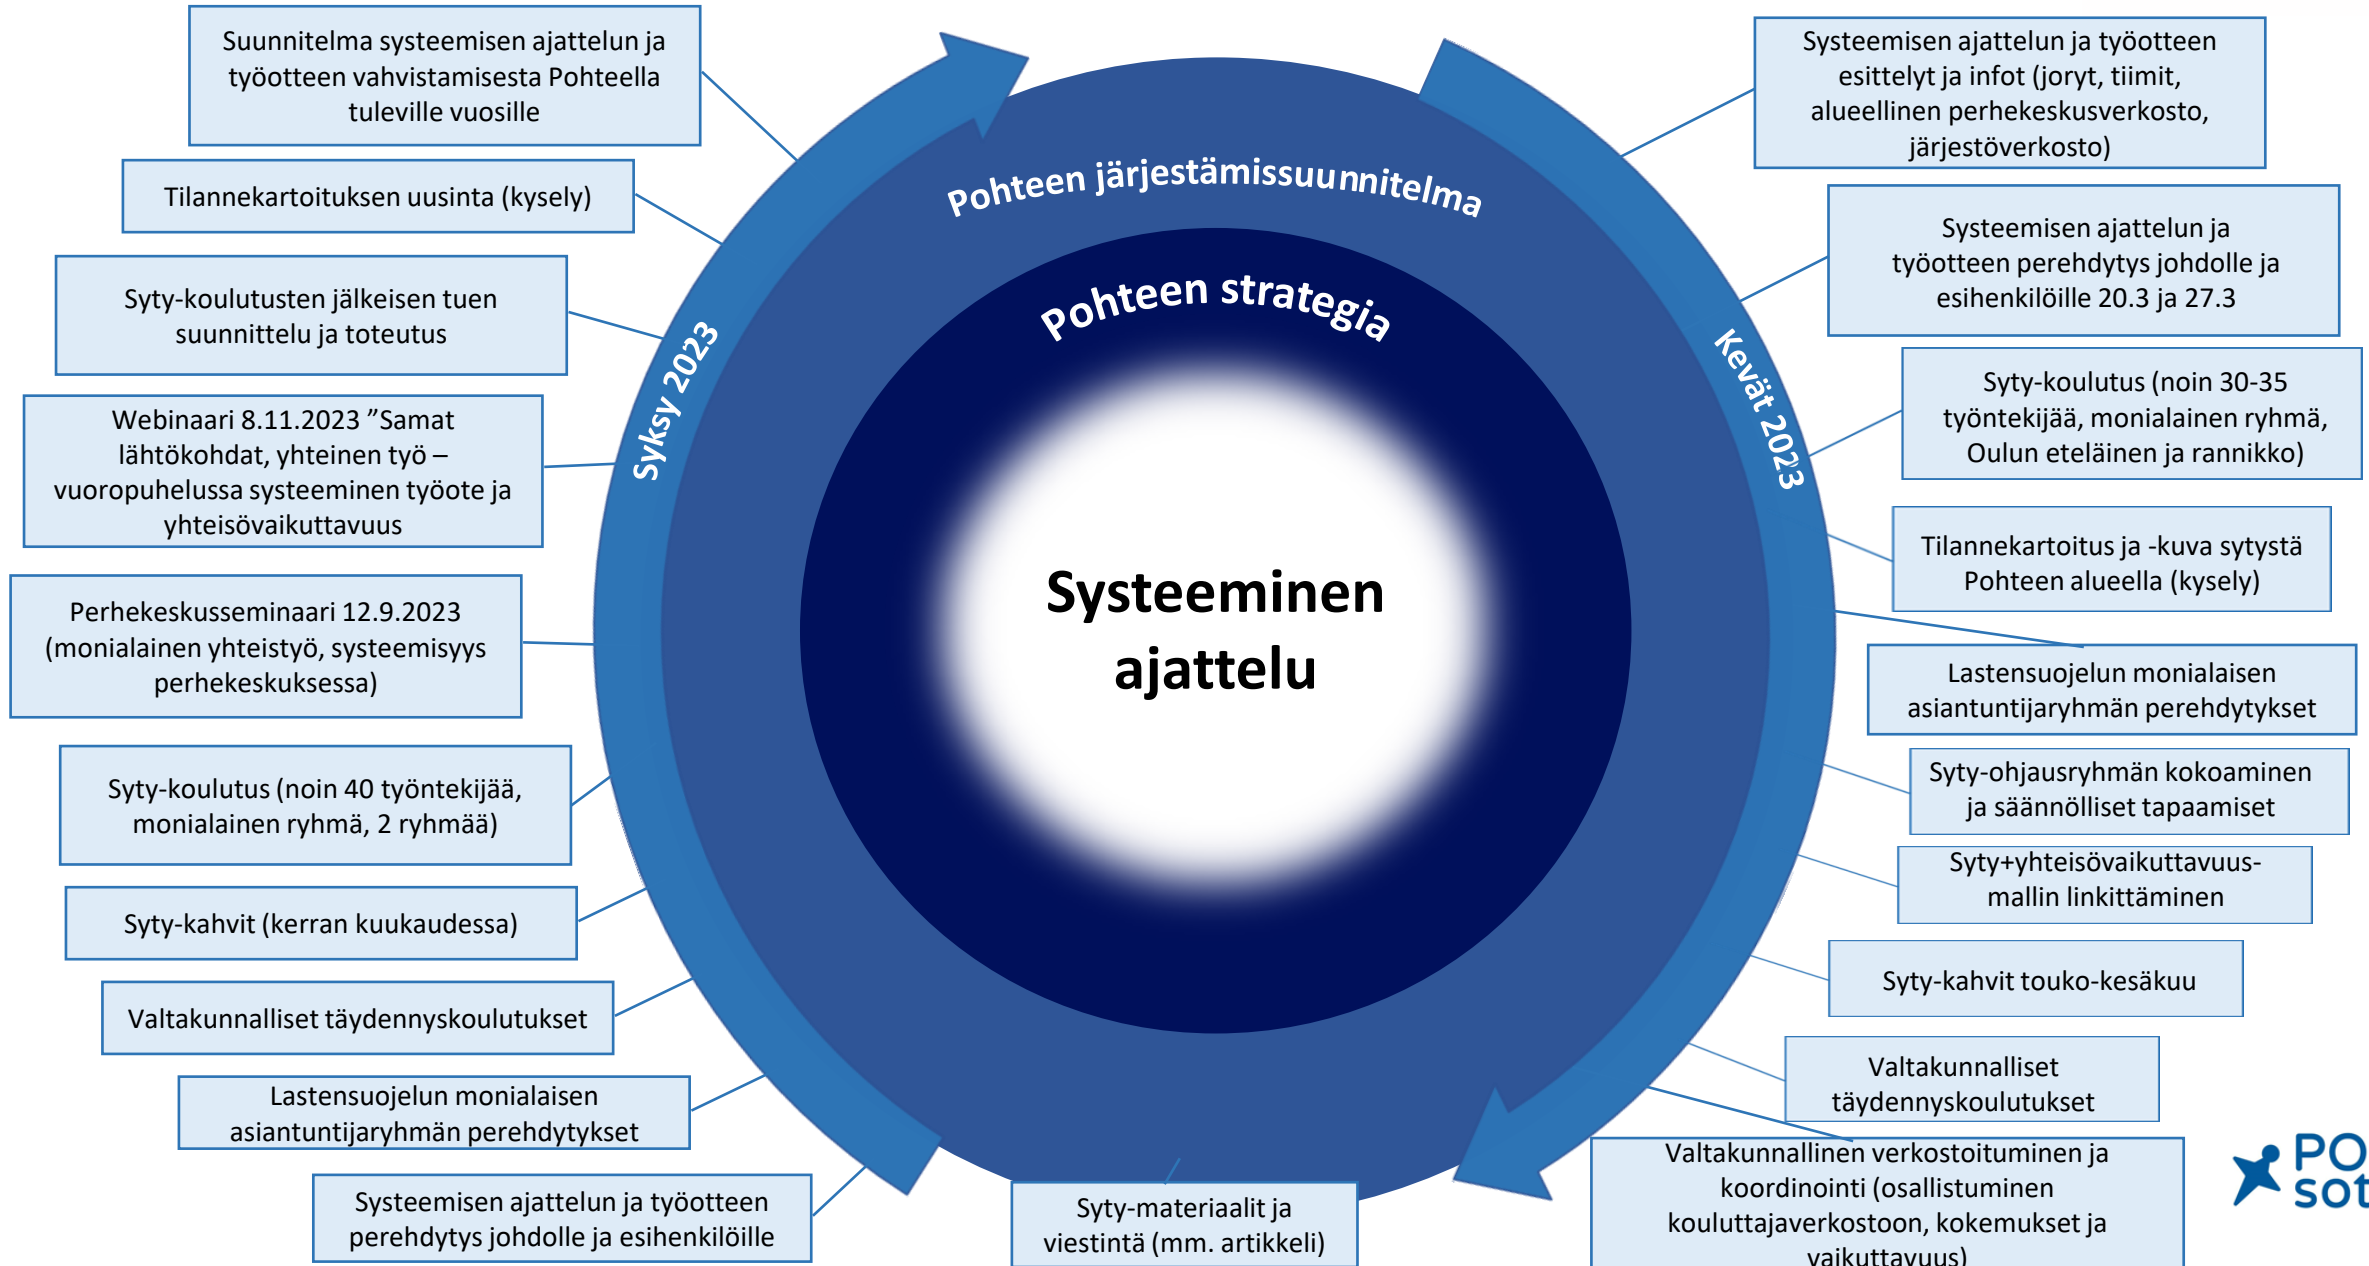 Suunnitelma systeemisen ajattelun ja
työotteen vahvistamisesta Pohteella
tuleville vuosille
Tilannekartoituksen uusinta (kysely)
Syty-koulutusten jälkeisen tuen
suunnittelu ja toteutus
Webinaari 8.11.2023 ”Samat
lähtökohdat, yhteinen työ –
vuoropuhelussa systeeminen työote ja
yhteisövaikuttavuus
Perhekeskusseminaari 12.9.2023
(monialainen yhteistyö, systeemisyys
perhekeskuksessa)
Syty-koulutus (noin 40 työntekijää,
monialainen ryhmä, 2 ryhmää)
Syty-kahvit (kerran kuukaudessa)
Valtakunnalliset täydennyskoulutukset
Lastensuojelun monialaisen
asiantuntijaryhmän perehdytykset
Systeemisen ajattelun ja työotteen
perehdytys johdolle ja esihenkilöille
Syksy 2023
Pohteen järjestämissuunnitelma
Pohteen strategia
Systeeminen
ajattelu
Kevät 2023
Syty-materiaalit ja
viestintä (mm. artikkeli)
Systeemisen ajattelun ja työotteen
esittelyt ja infot (joryt, tiimit,
alueellinen perhekeskusverkosto,
järjestöverkosto)
Systeemisen ajattelun ja
työotteen perehdytys johdolle ja
esihenkilöille 20.3 ja 27.3
Syty-koulutus (noin 30-35
työntekijää, monialainen ryhmä,
Oulun eteläinen ja rannikko)
Tilannekartoitus ja -kuva sytystä
Pohteen alueella (kysely)
Lastensuojelun monialaisen
asiantuntijaryhmän perehdytykset
Syty-ohjausryhmän kokoaminen
ja säännölliset tapaamiset
Syty+yhteisövaikuttavuus-
mallin linkittäminen
Syty-kahvit touko-kesäkuu
Valtakunnalliset
täydennyskoulutukset
Valtakunnallinen verkostoituminen ja
koordinointi (osallistuminen
kouluttajaverkostoon, kokemukset ja
vaikuttavuus)
PO
sot